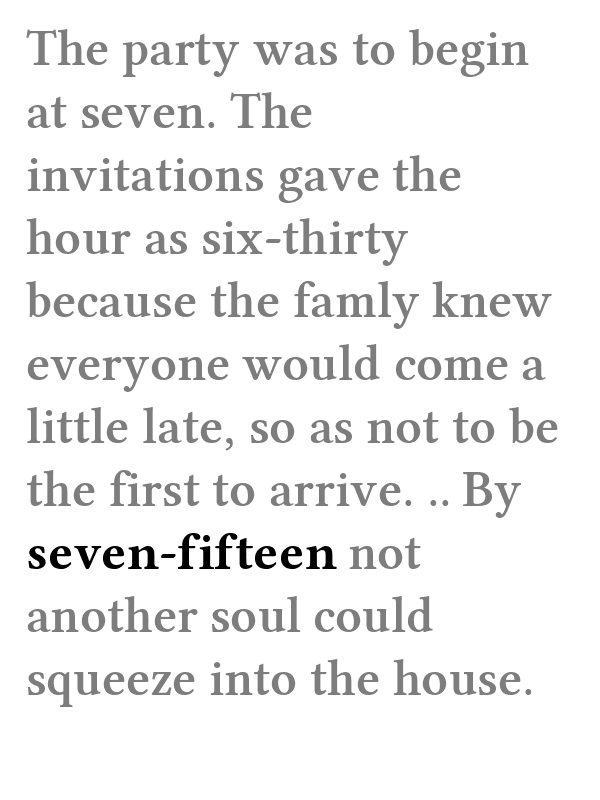 The party was to begin
at seven. The
invitations gave the
hour as six-thirty
because the famly knew
everyone would come a
little late, so as not to be
the first to arrive. .. By
seven-fifteen not
another soul could
squeeze into the house.